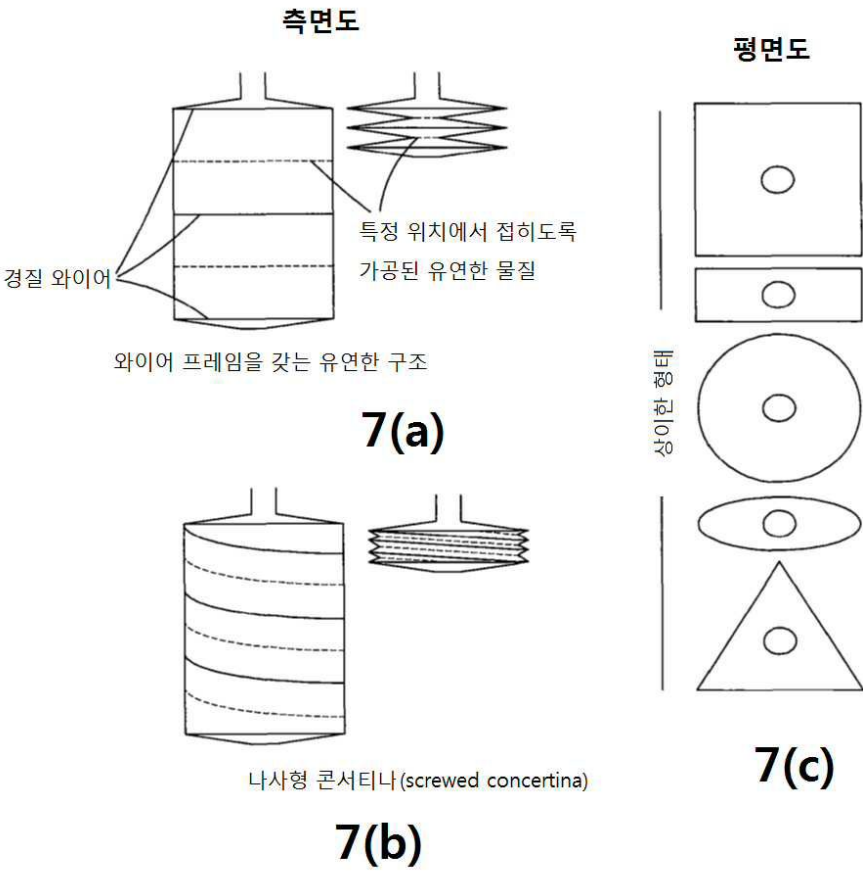 측면도
평면도
특정 위치에서 접히도록
가공된 유연한 물질
경질 와이어
와이어 프레임을 갖는 유연한 구조
7(a)
상이한 형태
나사형 콘서티나(screwed concertina)
7(b)
7(c)